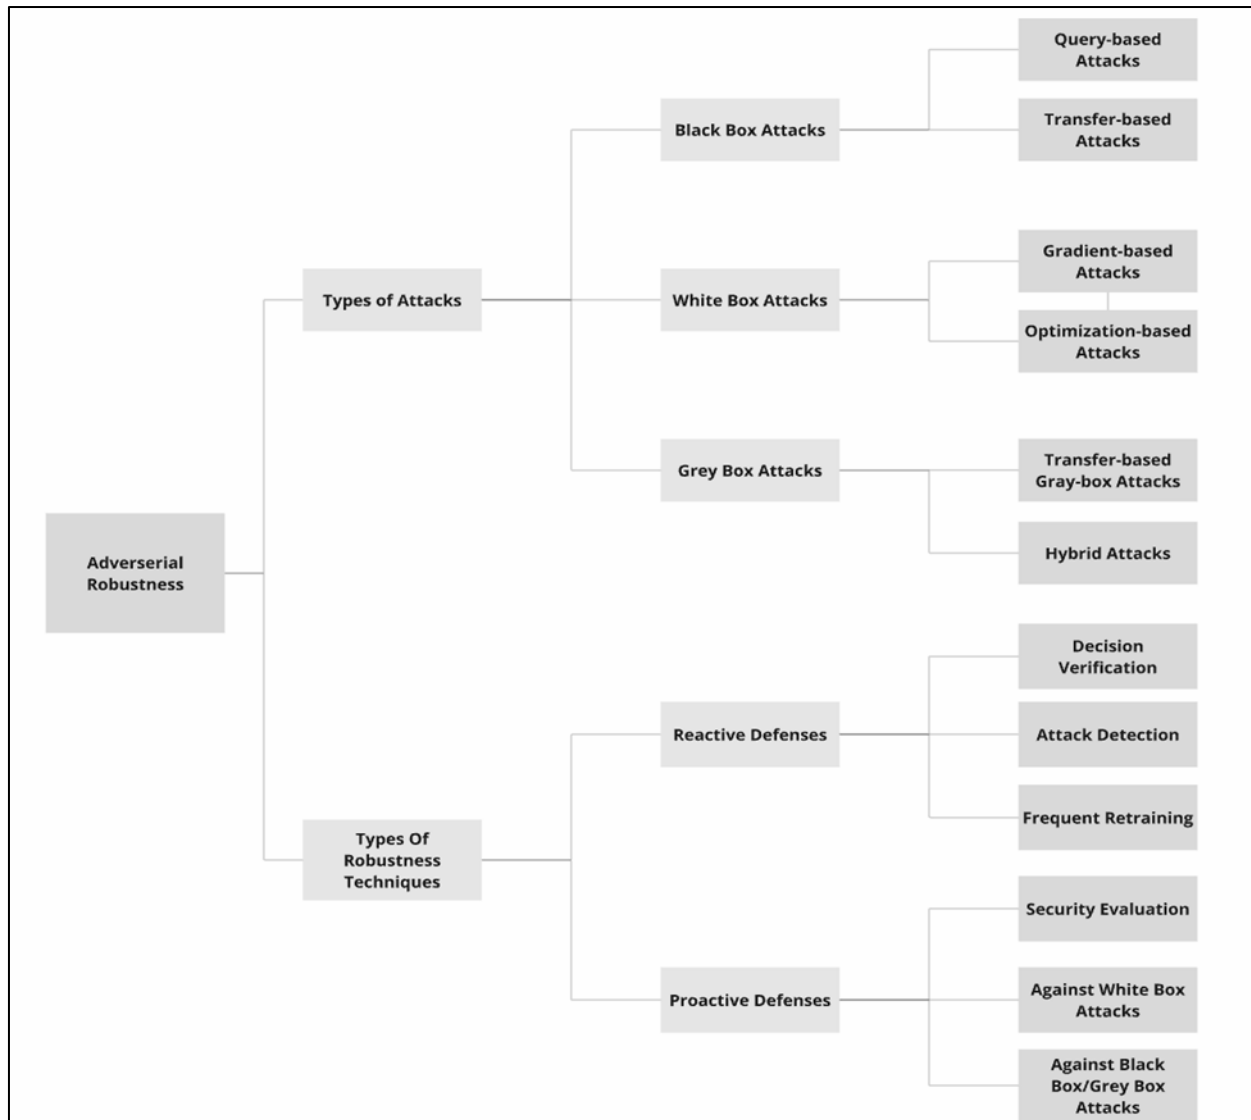 Query-based
Attacks
Black Box Attacks
Transfer-based
Attacks
Gradient-based
Attacks
Types of Attacks
White Box Attacks
Optimization-based
Attacks
Grey Box Attacks
Transfer-based
Gray-box Attacks
Hybrid Attacks
Adverserial
Robustness
Decision
Verification
Reactive Defenses
Attack Detection
Frequent Retraining
Types Of
Robustness
Techniques
Security Evaluation
Proactive Defenses
Against White Box
Attacks
Against Black
Box/Grey Box
Attacks